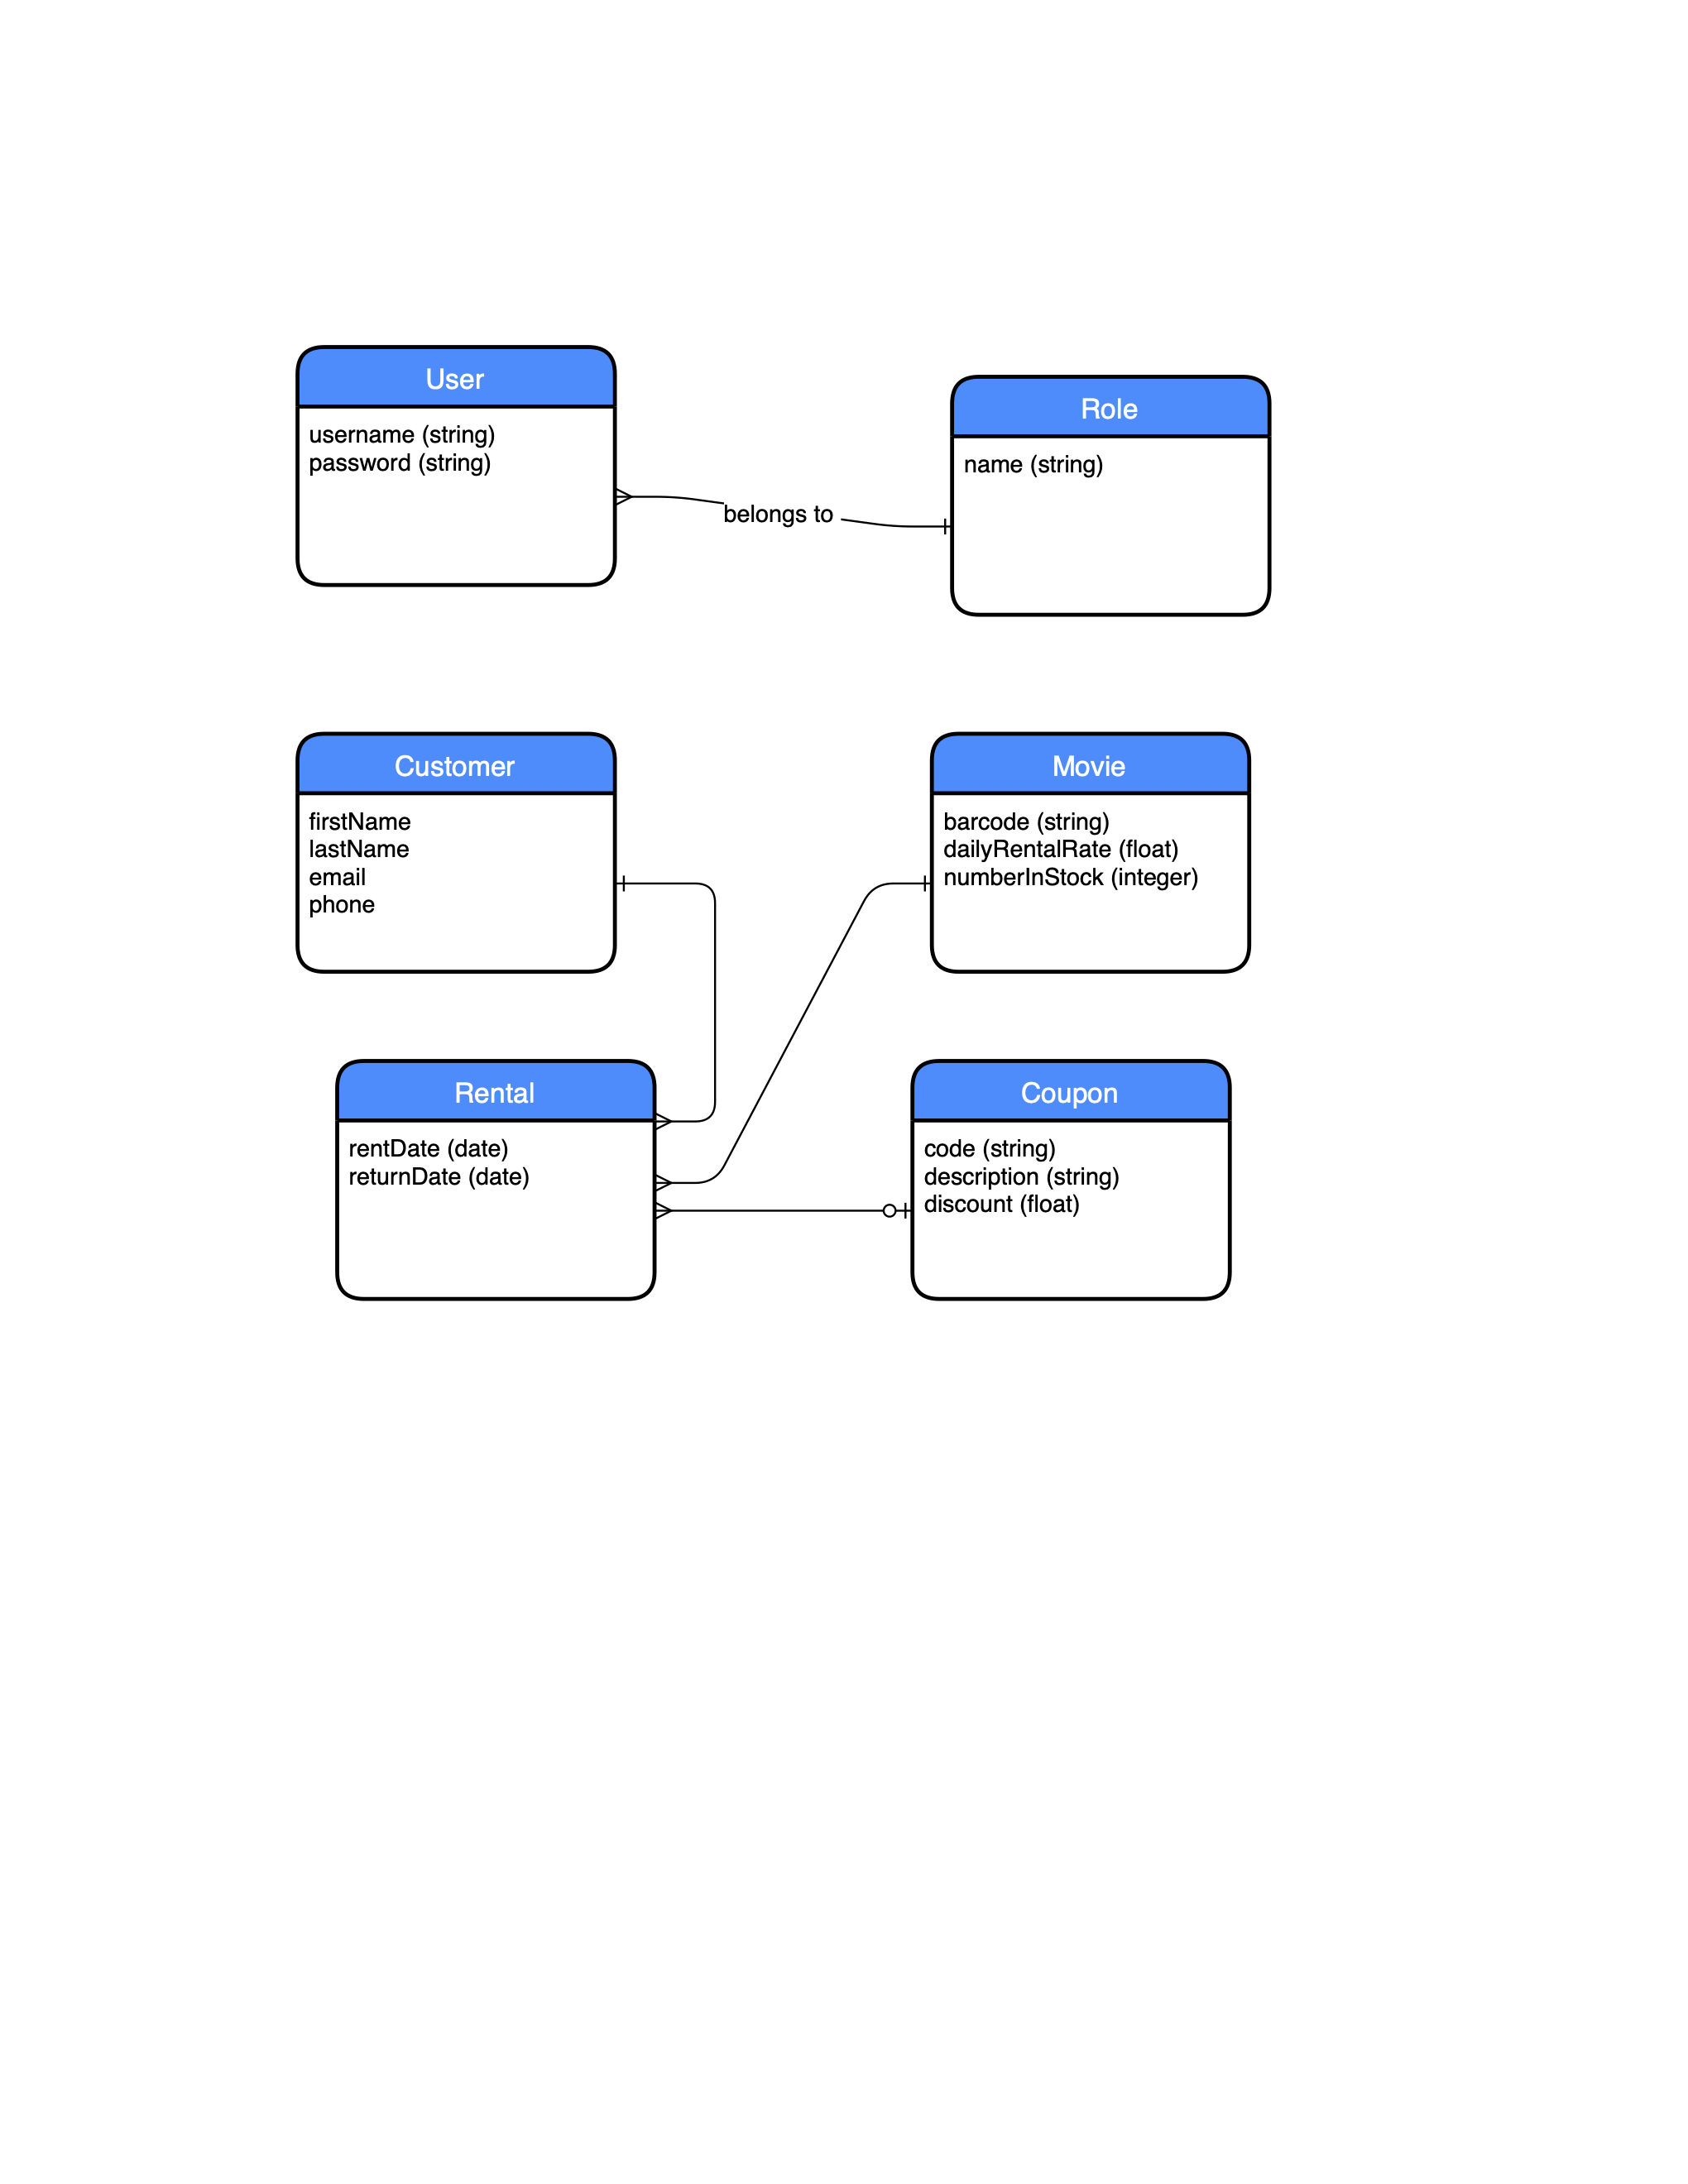 User
username (string)
password (string)
belongs to
Role
name (string)
Customer
firstName
lastName
email
phone
Movie
barcode (string)
dailyRentalRate (float)
numberInStock (integer)
Rental
rentDate (date)
returnDate (date)
Coupon
code (string)
description (string)
discount (float)